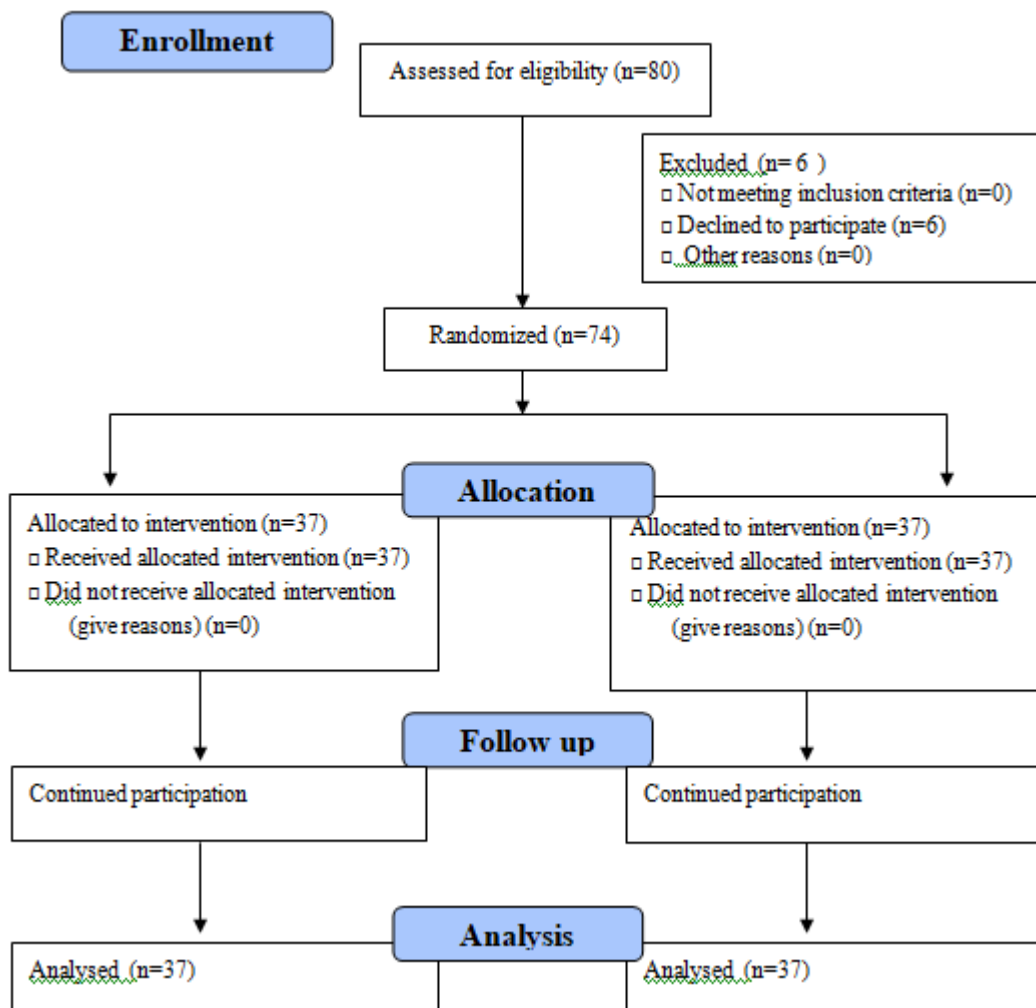 Enrollment
Assessed for eligibility (n=80)
Excluded (n= 6 )
□ Not meeting inclusion criteria (n=0)
□ Declined to participate (n=6)
□ Other reasons (n=0)
Randomized (n=74)
Allocation
Allocated to intervention (n=37)
□ Received allocated intervention (n=37)
□ Did not receive allocated intervention
(give reasons) (n=0)
Allocated to intervention (n=37)
□ Received allocated intervention (n=37)
□ Did not receive allocated intervention
(give reasons) (n=0)
Follow up
Continued participation
Continued participation
Analysis
Analysed (n=37)
Analysed (n=37)